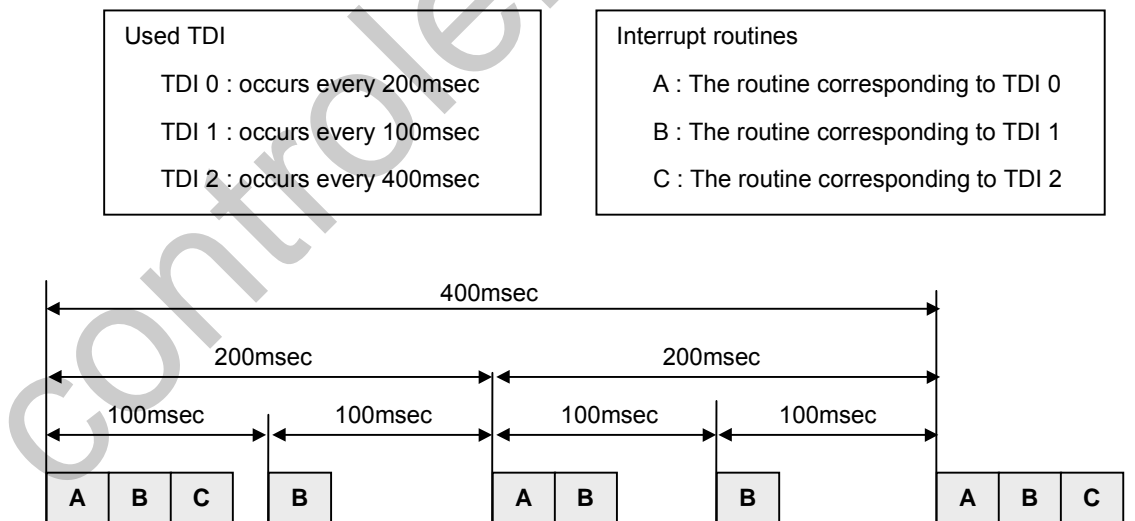 Used TDI
TDI 0 : occurs every 200msec
TDI 1 : occurs every 100msec
TDI 2 : occurs every 400msec
Interrupt routines
A : The routine corresponding to TDI 0
B : The routine corresponding to TDI 1
C : The routine corresponding to TDI 2
400msec
200msec 200msec
100msec 100msec 100msec 100msec
A B C B A B B A B C